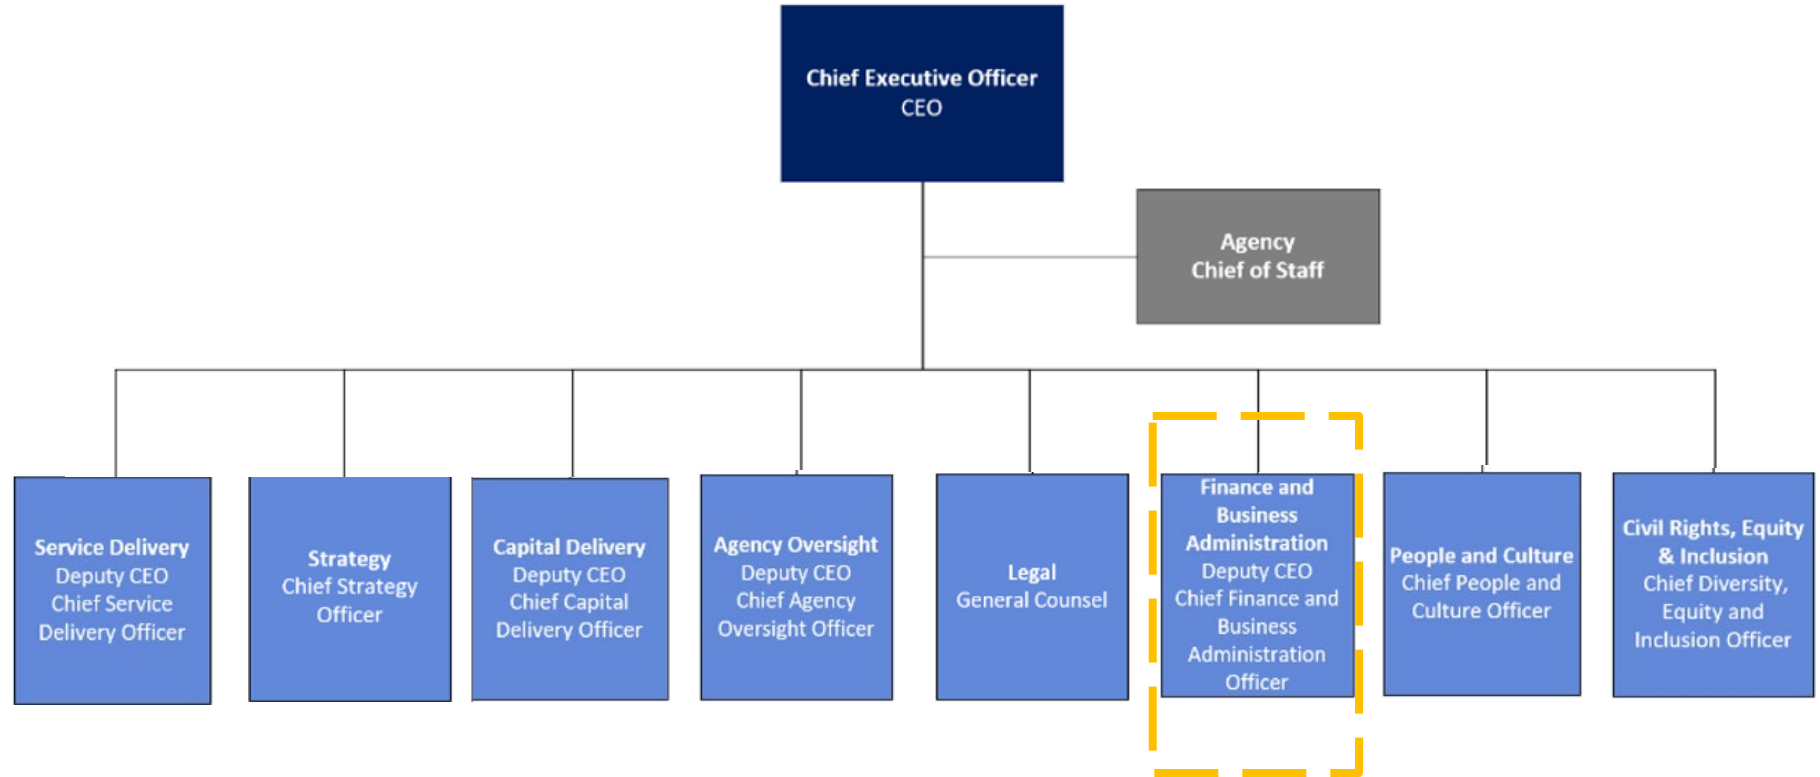 Chief Executive Officer
CEO
Agency
Chief of Staff
Service Delivery
Deputy CEO
Chief Service
Delivery Officer
Strategy
Chief Strategy
Officer
Capital Delivery
Deputy CEO
Chief Capital
Delivery Officer
Agency Oversight
Deputy CEO
Chief Agency
Oversight Officer
Legal
General Counsel
Finance and
Business
Administration
Deputy CEO
Chief Finance and
Business
Administration
Officer
People and Culture
Chief People and
Culture Officer
Civil Rights, Equity
& Inclusion
Chief Diversity,
Equity and
Inclusion Officer